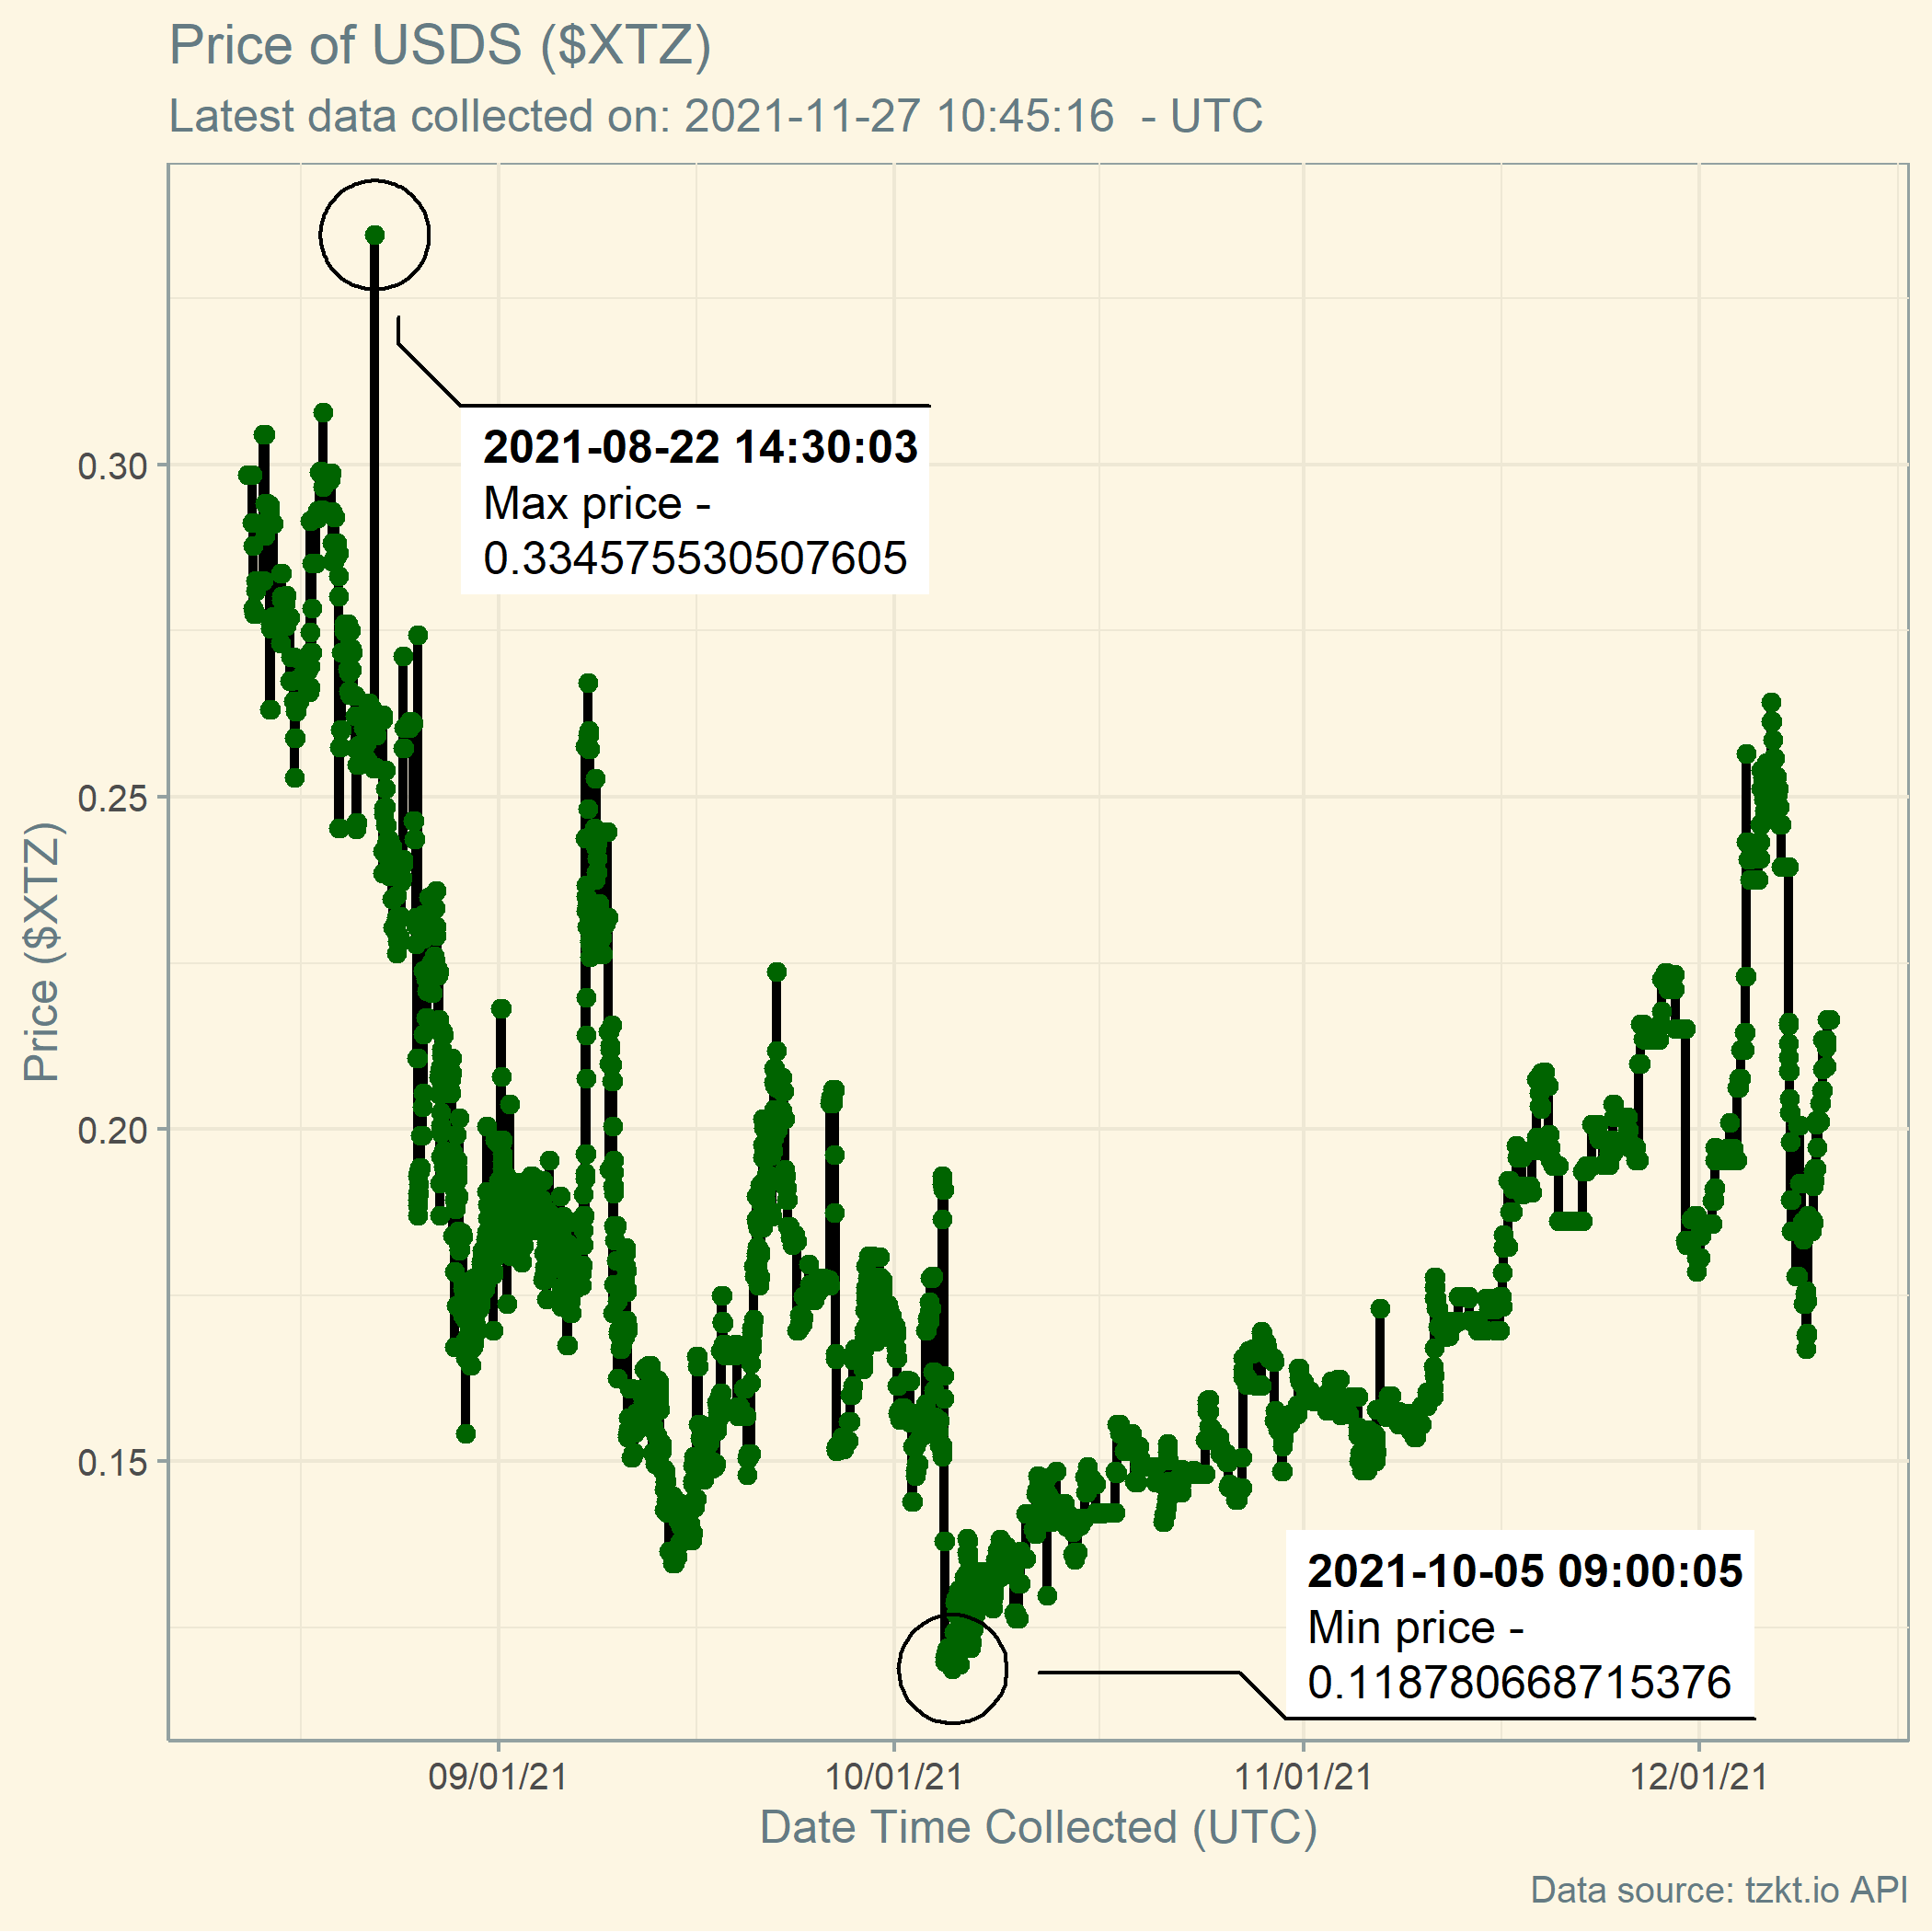 Price of USDS ($XTZ)
Latest data collected on: 2021-11-27 10:45:16  - UTC
2021-08-22 14:30:03
Max price -
0.334575530507605
0.30
0.25
0.20
0.15
Price ($XTZ)
2021-10-05 09:00:05
Min price -
0.118780668715376
09/01/21
10/01/21
11/01/21
12/01/21
Date Time Collected (UTC)
Data source: tzkt.io API